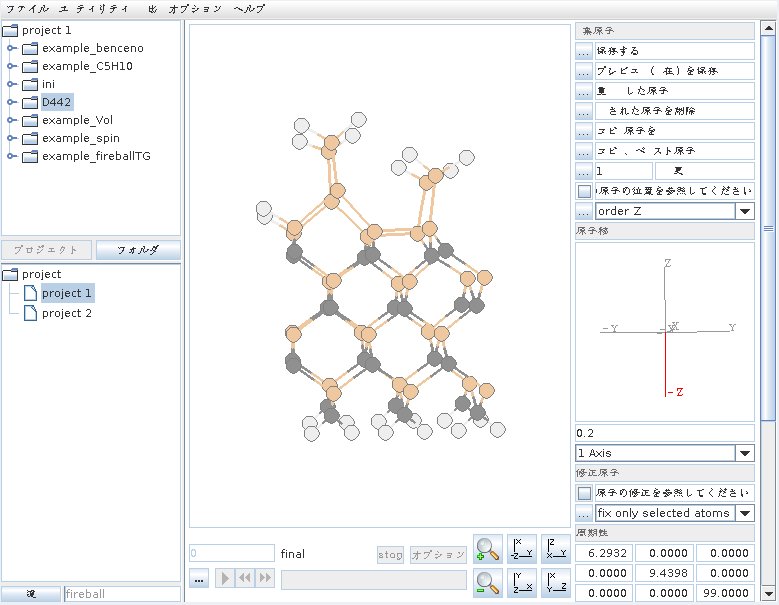 ファイル ユ ティリティ 出 オプション ヘルプ
project 1
example_benceno
example_C5H10
ini
D442
example_Vol
example_spin
example_fireballTG
プロジェクト フォルダ
project
project 1
project 2
fireball
0 final stop オプション
...
X -Z Y
Z X Y
Y Z X
X Y Z
原子
... 保存する
... プレビュ ( 在)を保存
... した原子
... された原子を削除
... コピ 原子を
... コピ 、ペ スト原子
... 1 更
原子の位置を参照してください
... order Z
原子移
Z
-Y -X X Y
-Z
0.2
1 Axis
修正原子
原子の修正を参照してください
... fix only selected atoms
周期性
6.2932 0.0000 0.0000
0.0000 9.4398 0.0000
0.0000 0.0000 99.0000